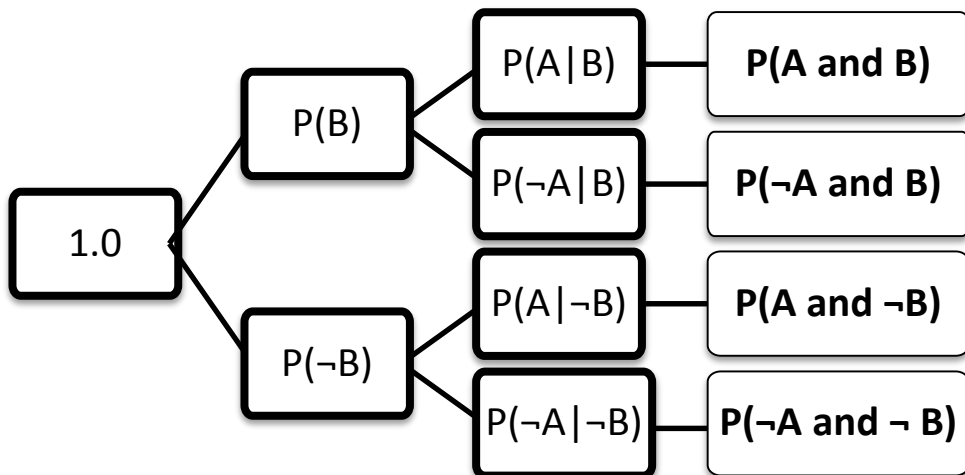 1.0
P(B)
P(¬B)
P(A|B)
P(¬A|B)
P(A|¬B)
P(¬A|¬B)
P(A and B)
P(¬A and B)
P(A and ¬B)
P(¬A and ¬ B)